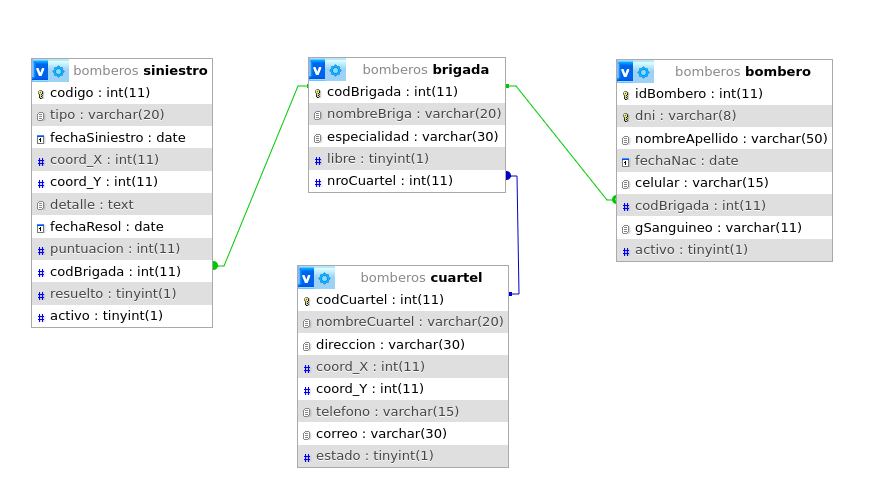 v bomberos siniestro
codigo : int(11)
tipo : varchar(20)
fechaSiniestro : date
coord_X : int(11)
coord_Y : int(11)
detalle : text
fechaResol : date
puntuacion : int(11)
codBrigada : int(11)
resuelto : tinyint(1)
activo : tinyint(1)
v bomberos brigada
codBrigada : int(11)
nombreBriga : varchar(20)
especialidad : varchar(30)
libre : tinyint(1)
nroCuartel : int(11)
v bomberos cuartel
codCuartel : int(11)
nombreCuartel : varchar(20)
direccion : varchar(30)
coord_X : int(11)
coord_Y : int(11)
telefono : varchar(15)
correo : varchar(30)
estado : tinyint(1)
v bomberos bombero
idBombero : int(11)
dni : varchar(8)
nombreApellido : varchar(50)
fechaNac : date
celular : varchar(15)
codBrigada : int(11)
gSanguineo : varchar(11)
activo : tinyint(1)